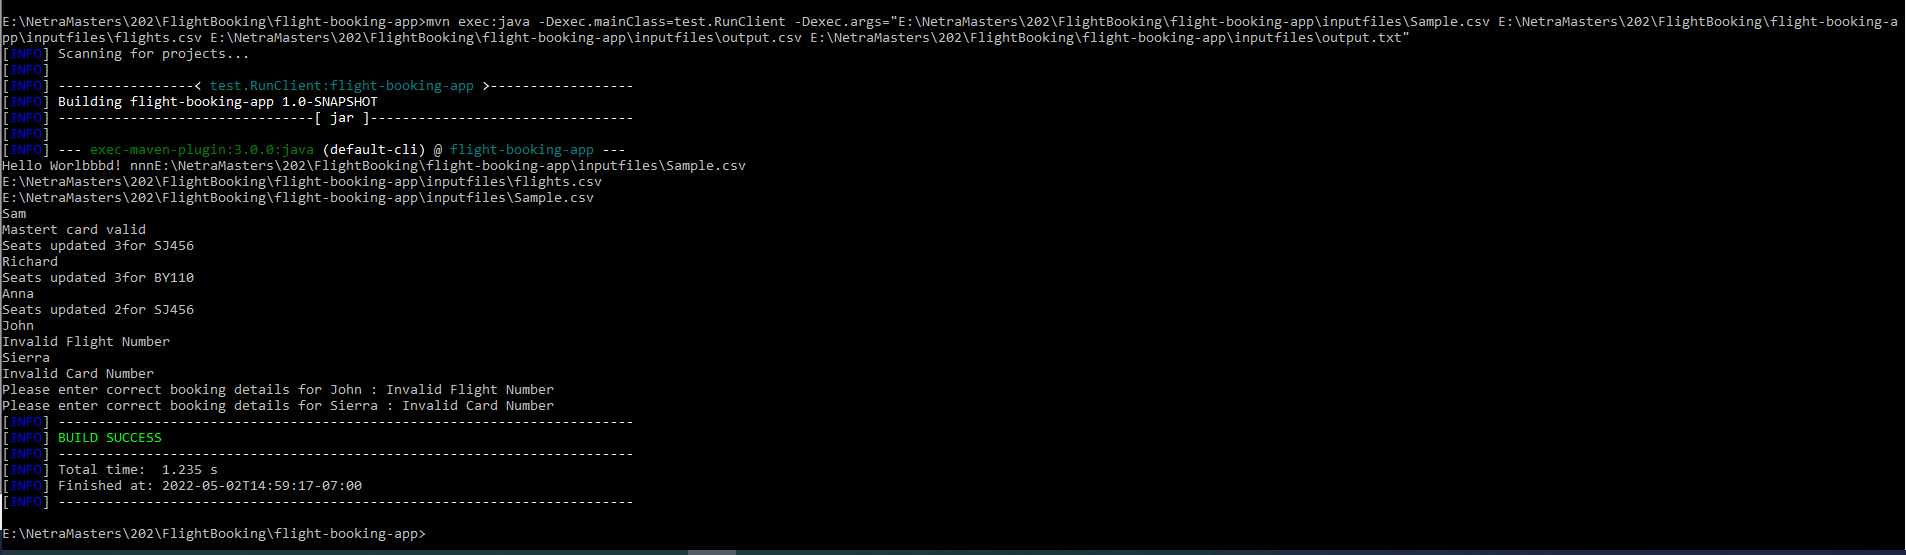 E:\NetraMasters\202\FlightBooking\flight-booking-app>mvn exec:java -Dexec.mainClass=test.RunClient -Dexec.args="E:\NetraMasters\202\FlightBooking\flight-booking-app\inputfiles\Sample.csv E:\NetraMasters\202\FlightBooking\flight-booking-a
pp\inputfiles\flights.csv E:\NetraMasters\202\FlightBooking\flight-booking-app\inputfiles\output.csv E:\NetraMasters\202\FlightBooking\flight-booking-app\inputfiles\output.txt"
[INFO] Scanning for projects...
[INFO]
[INFO] -----------------< test.RunClient:flight-booking-app >------------------
[INFO] Building flight-booking-app 1.0-SNAPSHOT
[INFO] --------------------------------[ jar ]---------------------------------
[INFO]
[INFO] --- exec-maven-plugin:3.0.0:java (default-cli) @ flight-booking-app ---
Hello Worlbbbd! nnnE:\NetraMasters\202\FlightBooking\flight-booking-app\inputfiles\Sample.csv
E:\NetraMasters\202\FlightBooking\flight-booking-app\inputfiles\flights.csv
E:\NetraMasters\202\FlightBooking\flight-booking-app\inputfiles\Sample.csv
Sam
Mastert card valid
Seats updated 3for SJ456
Richard
Seats updated 3for BY110
Anna
Seats updated 2for SJ456
John
Invalid Flight Number
Sierra
Invalid Card Number
Please enter correct booking details for John : Invalid Flight Number
Please enter correct booking details for Sierra : Invalid Card Number
[INFO] ------------------------------------------------------------------------
[INFO] BUILD SUCCESS
[INFO] ------------------------------------------------------------------------
[INFO] Total time:  1.235 s
[INFO] Finished at: 2022-05-02T14:59:17-07:00
[INFO] ------------------------------------------------------------------------
E:\NetraMasters\202\FlightBooking\flight-booking-app>